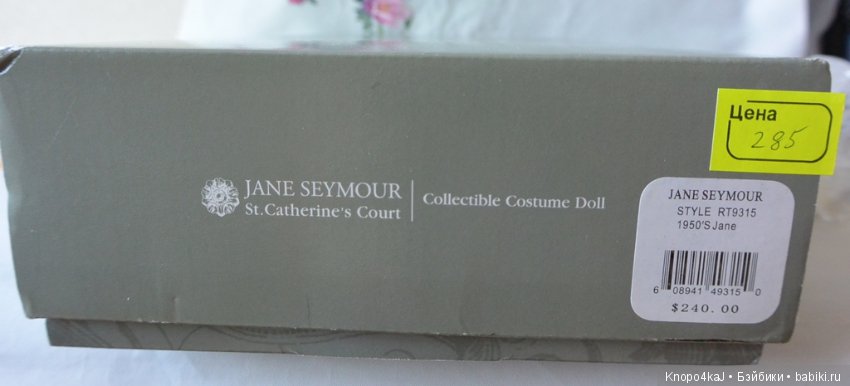 JANE SEYMOUR
St.Catherine's Court
Collectible Costume Doll
Цена
285
JANE SEYMOUR
STYLE RT9315
1950'S Jane
6 08941 49315 0
$240.00
Knopo4kaJ • Бэйбики • babiki.ru